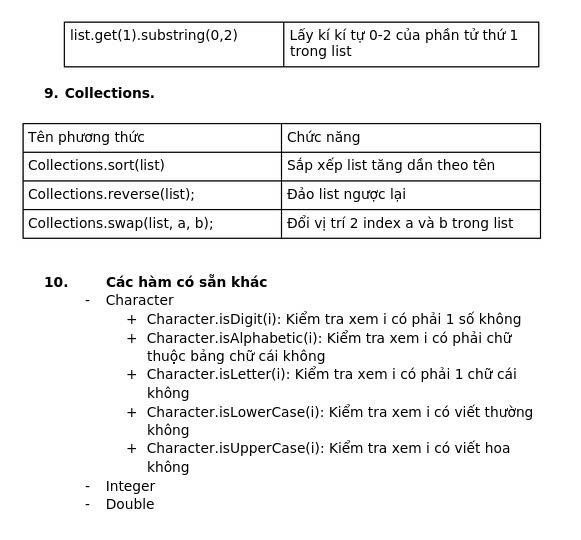 list.get(1).substring(0,2)
Lấy kí kí tự 0-2 của phần tử thứ 1
trong list
9. Collections.
Tên phương thức
Chức năng
Collections.sort(list)
Sắp xếp list tăng dần theo tên
Collections.reverse(list);
Đảo list ngược lại
Collections.swap(list, a, b);
Đổi vị trí 2 index a và b trong list
10. Các hàm có sẵn khác
- Character
+ Character.isDigit(i): Kiểm tra xem i có phải 1 số không
+ Character.isAlphabetic(i): Kiểm tra xem i có phải chữ
thuộc bảng chữ cái không
+ Character.isLetter(i): Kiểm tra xem i có phải 1 chữ cái
không
+ Character.isLowerCase(i): Kiểm tra xem i có viết thường
không
+ Character.isUpperCase(i): Kiểm tra xem i có viết hoa
không
- Integer
- Double